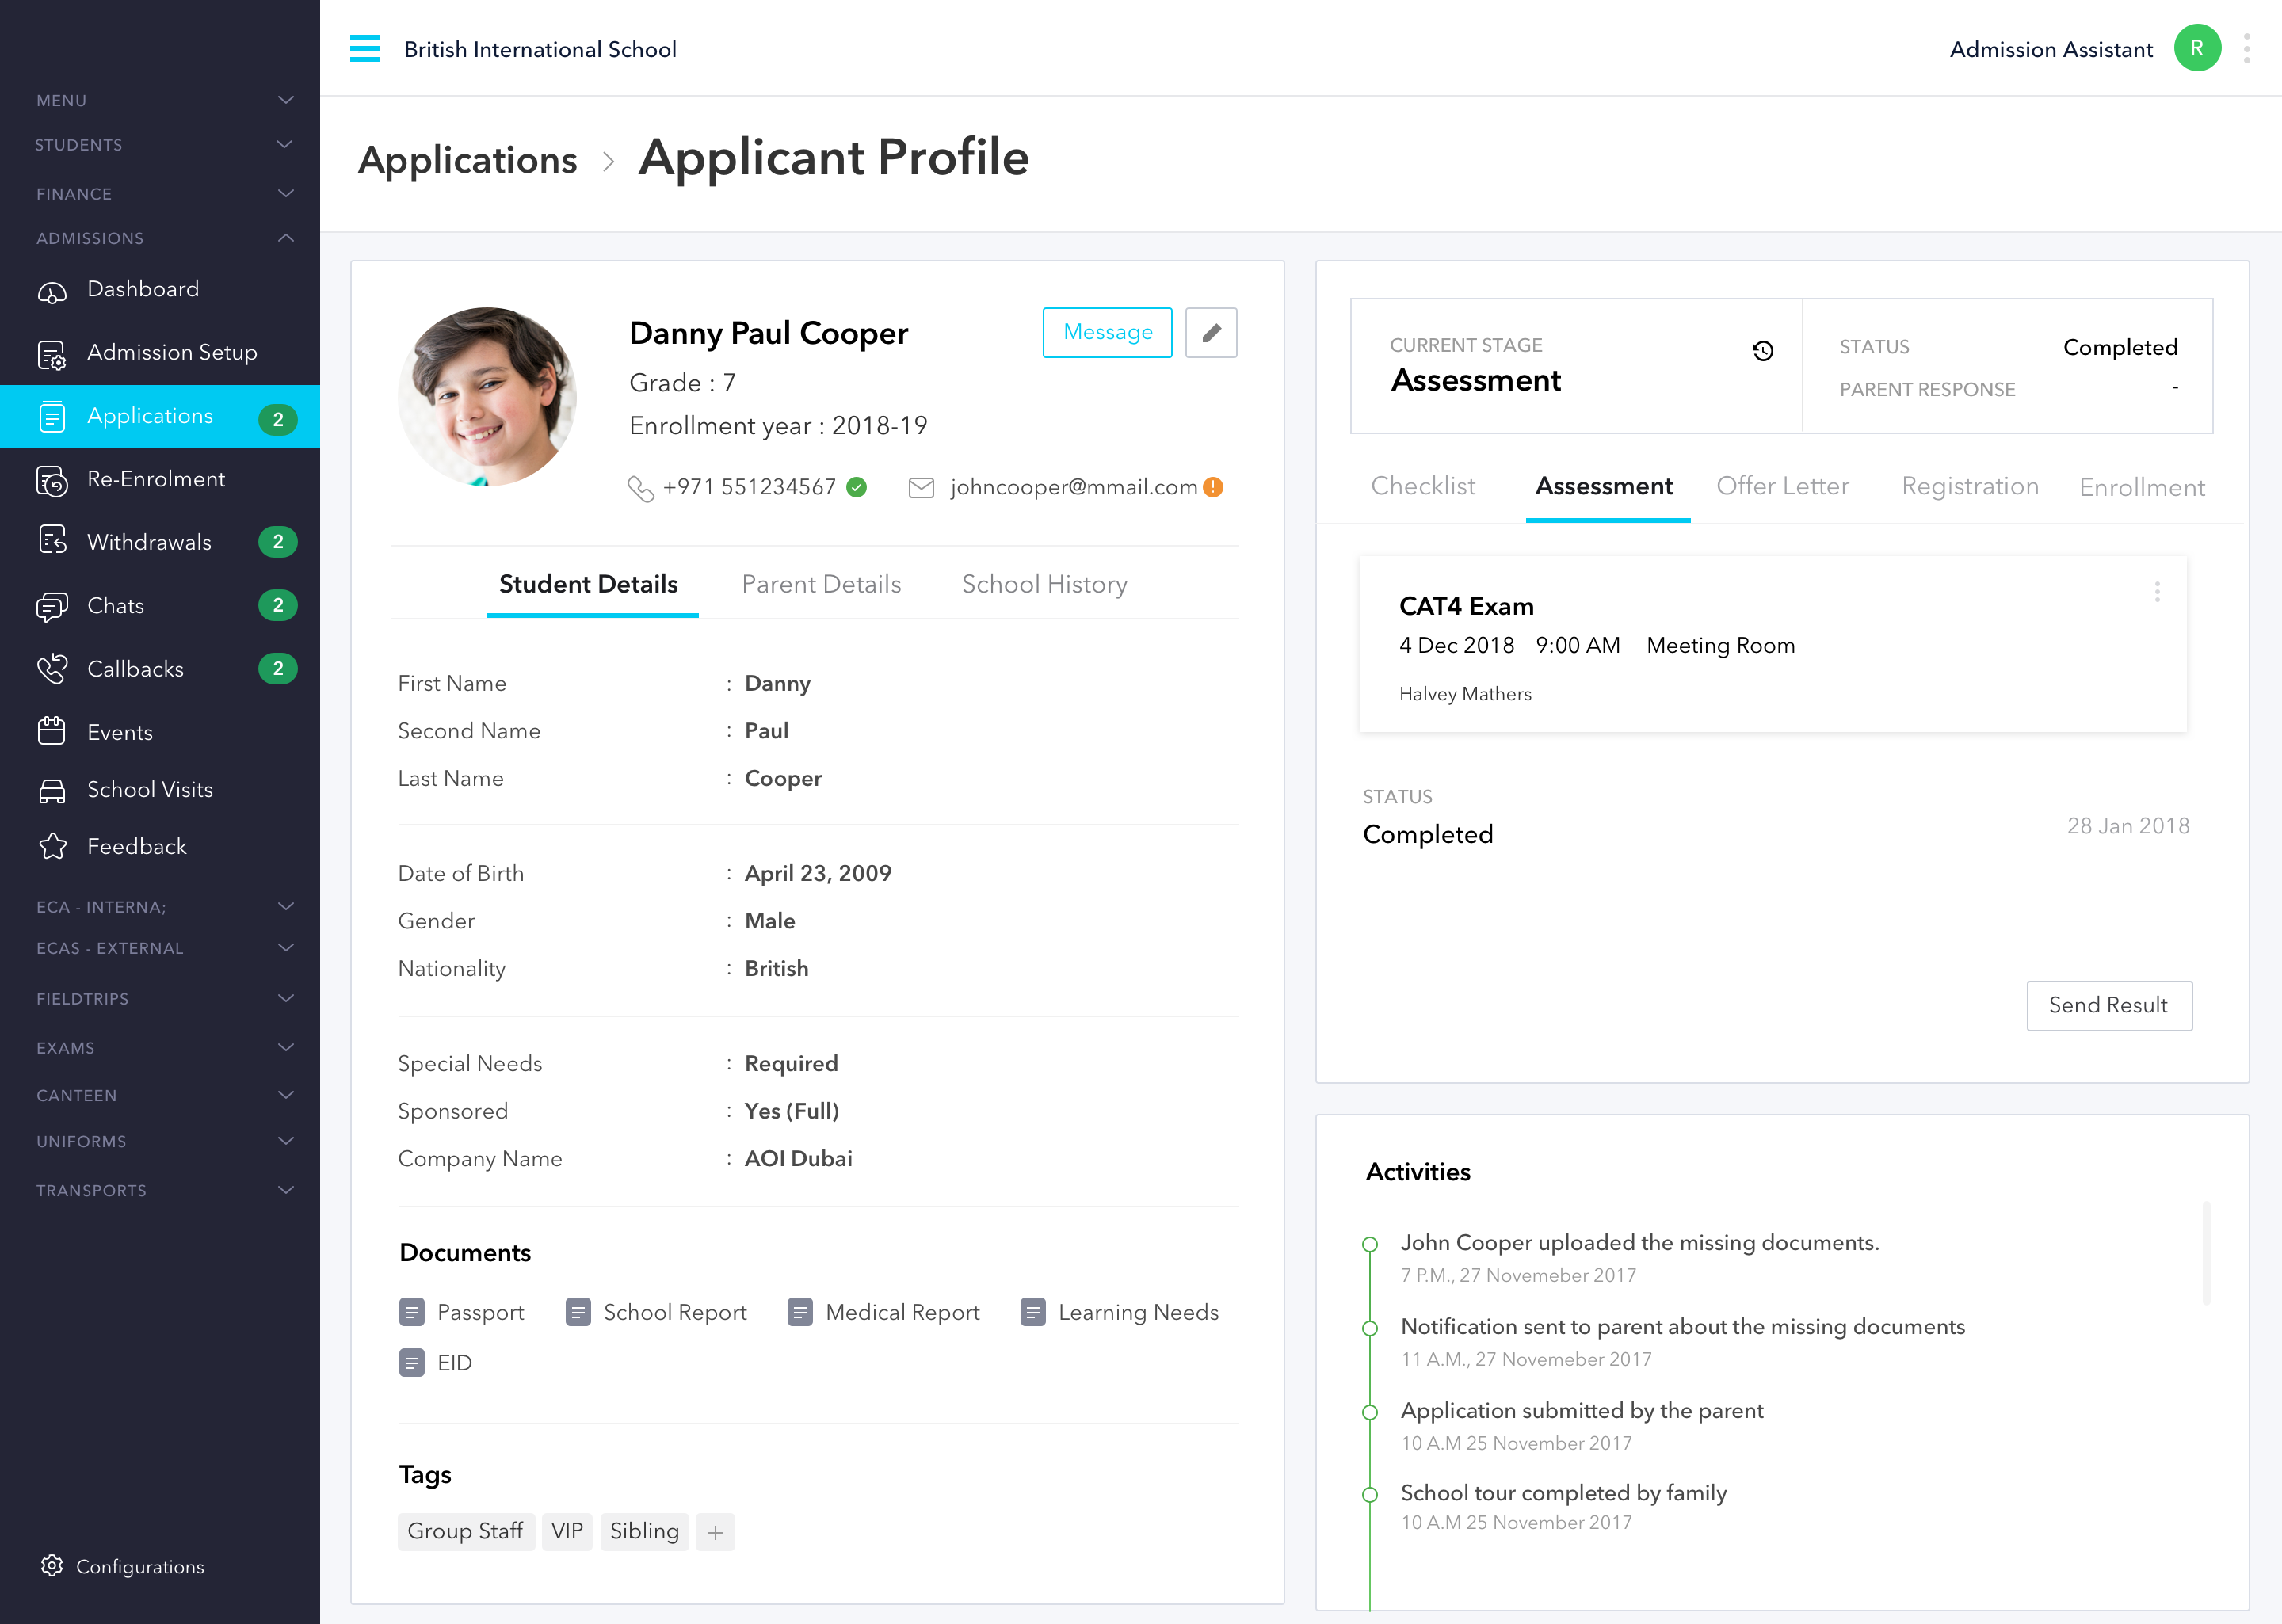 British International School
Admission Assistant R
MENU
STUDENTS
FINANCE
ADMISSIONS
Dashboard
Admission Setup
Applications 2
Re-Enrolment
Withdrawals 2
Chats 2
Callbacks 2
Events
School Visits
Feedback
ECA - INTERNA;
ECAS - EXTERNAL
FIELDTRIPS
EXAMS
CANTEEN
UNIFORMS
TRANSPORTS
Configurations
Applications > Applicant Profile
Danny Paul Cooper
Message
Grade : 7
Enrollment year : 2018-19
+971 551234567 johncooper@mmail.com
Student Details Parent Details School History
First Name : Danny
Second Name : Paul
Last Name : Cooper
Date of Birth : April 23, 2009
Gender : Male
Nationality : British
Special Needs : Required
Sponsored : Yes (Full)
Company Name : AOI Dubai
Documents
Passport School Report Medical Report Learning Needs
EID
Tags
Group Staff VIP Sibling +
CURRENT STAGE
Assessment
STATUS Completed
PARENT RESPONSE -
Checklist Assessment Offer Letter Registration Enrollment
CAT4 Exam
4 Dec 2018 9:00 AM Meeting Room
Halvey Mathers
STATUS
Completed
28 Jan 2018
Send Result
Activities
John Cooper uploaded the missing documents.
7 P.M., 27 Novemeber 2017
Notification sent to parent about the missing documents
11 A.M., 27 Novemeber 2017
Application submitted by the parent
10 A.M 25 November 2017
School tour completed by family
10 A.M 25 November 2017